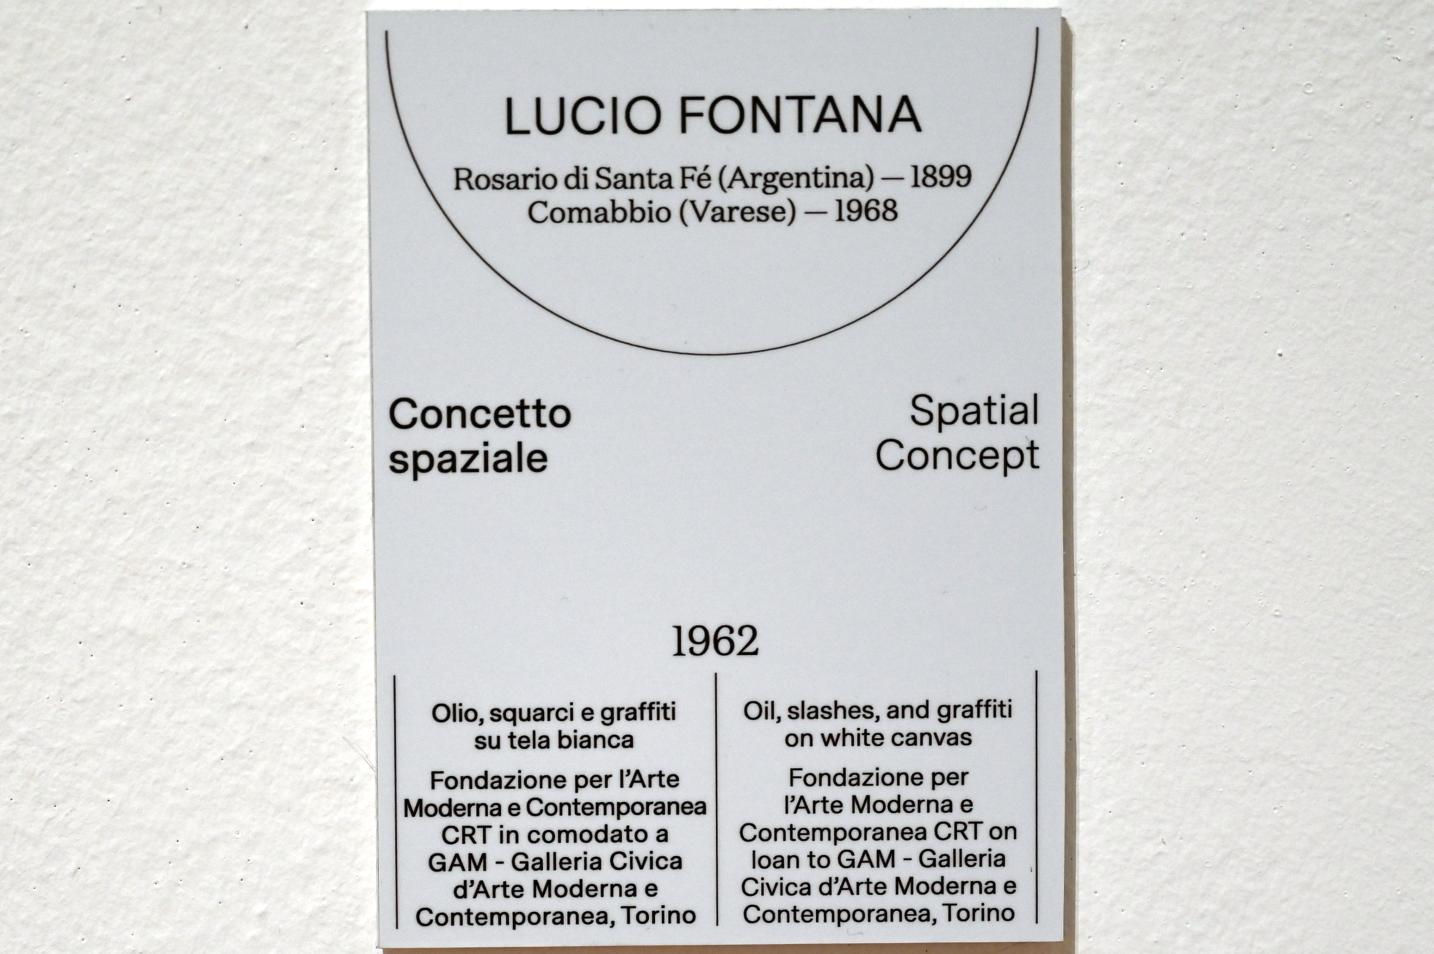 LUCIO FONTANA
Rosario di Santa Fé (Argentina) — 1899
Comabbio (Varese) — 1968
Concetto
spaziale
Spatial
Concept
1962
Olio, squarci e graffiti
su tela bianca
Fondazione per l'Arte
Moderna e Contemporanea
CRT in comodato a
GAM - Galleria Civica
d'Arte Moderna e
Contemporanea, Torino
Oil, slashes, and graffiti
on white canvas
Fondazione per
l'Arte Moderna e
Contemporanea CRT on
loan to GAM - Galleria
Civica d'Arte Moderna e
Contemporanea, Torino